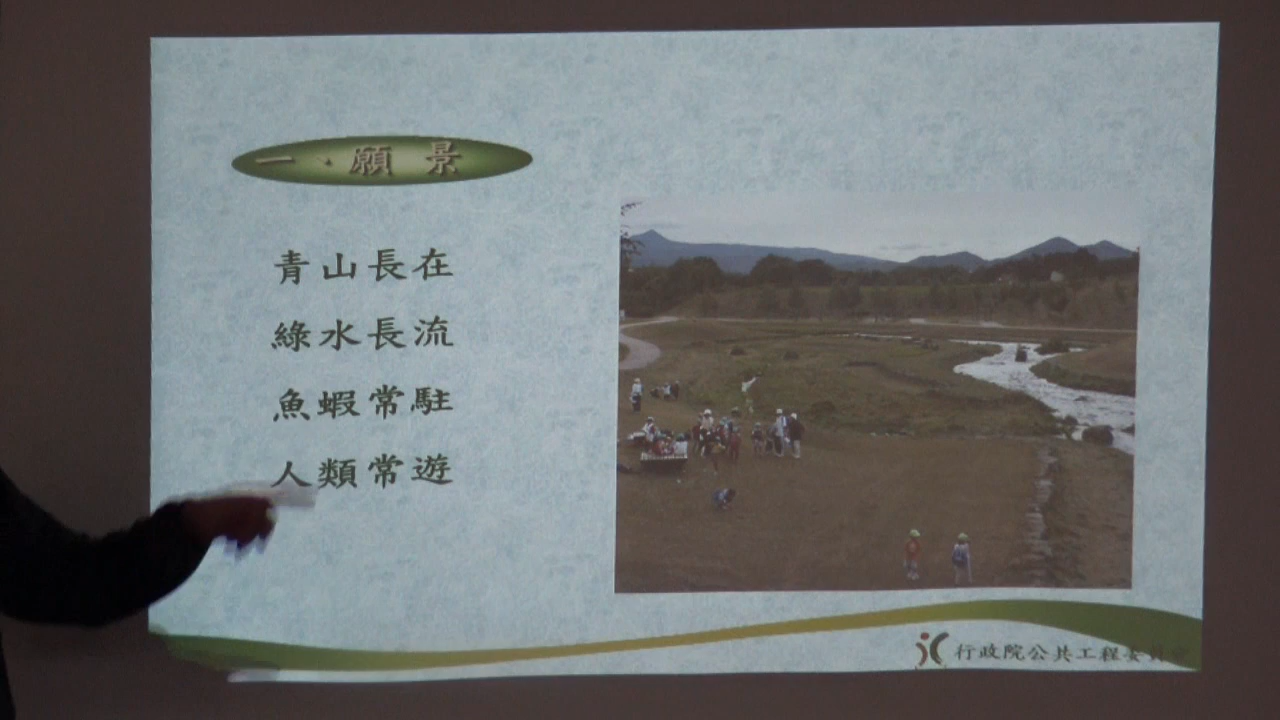 一、願景
青山長在
綠水長流
魚蝦常駐
人類常遊
行政院公共工程委員會